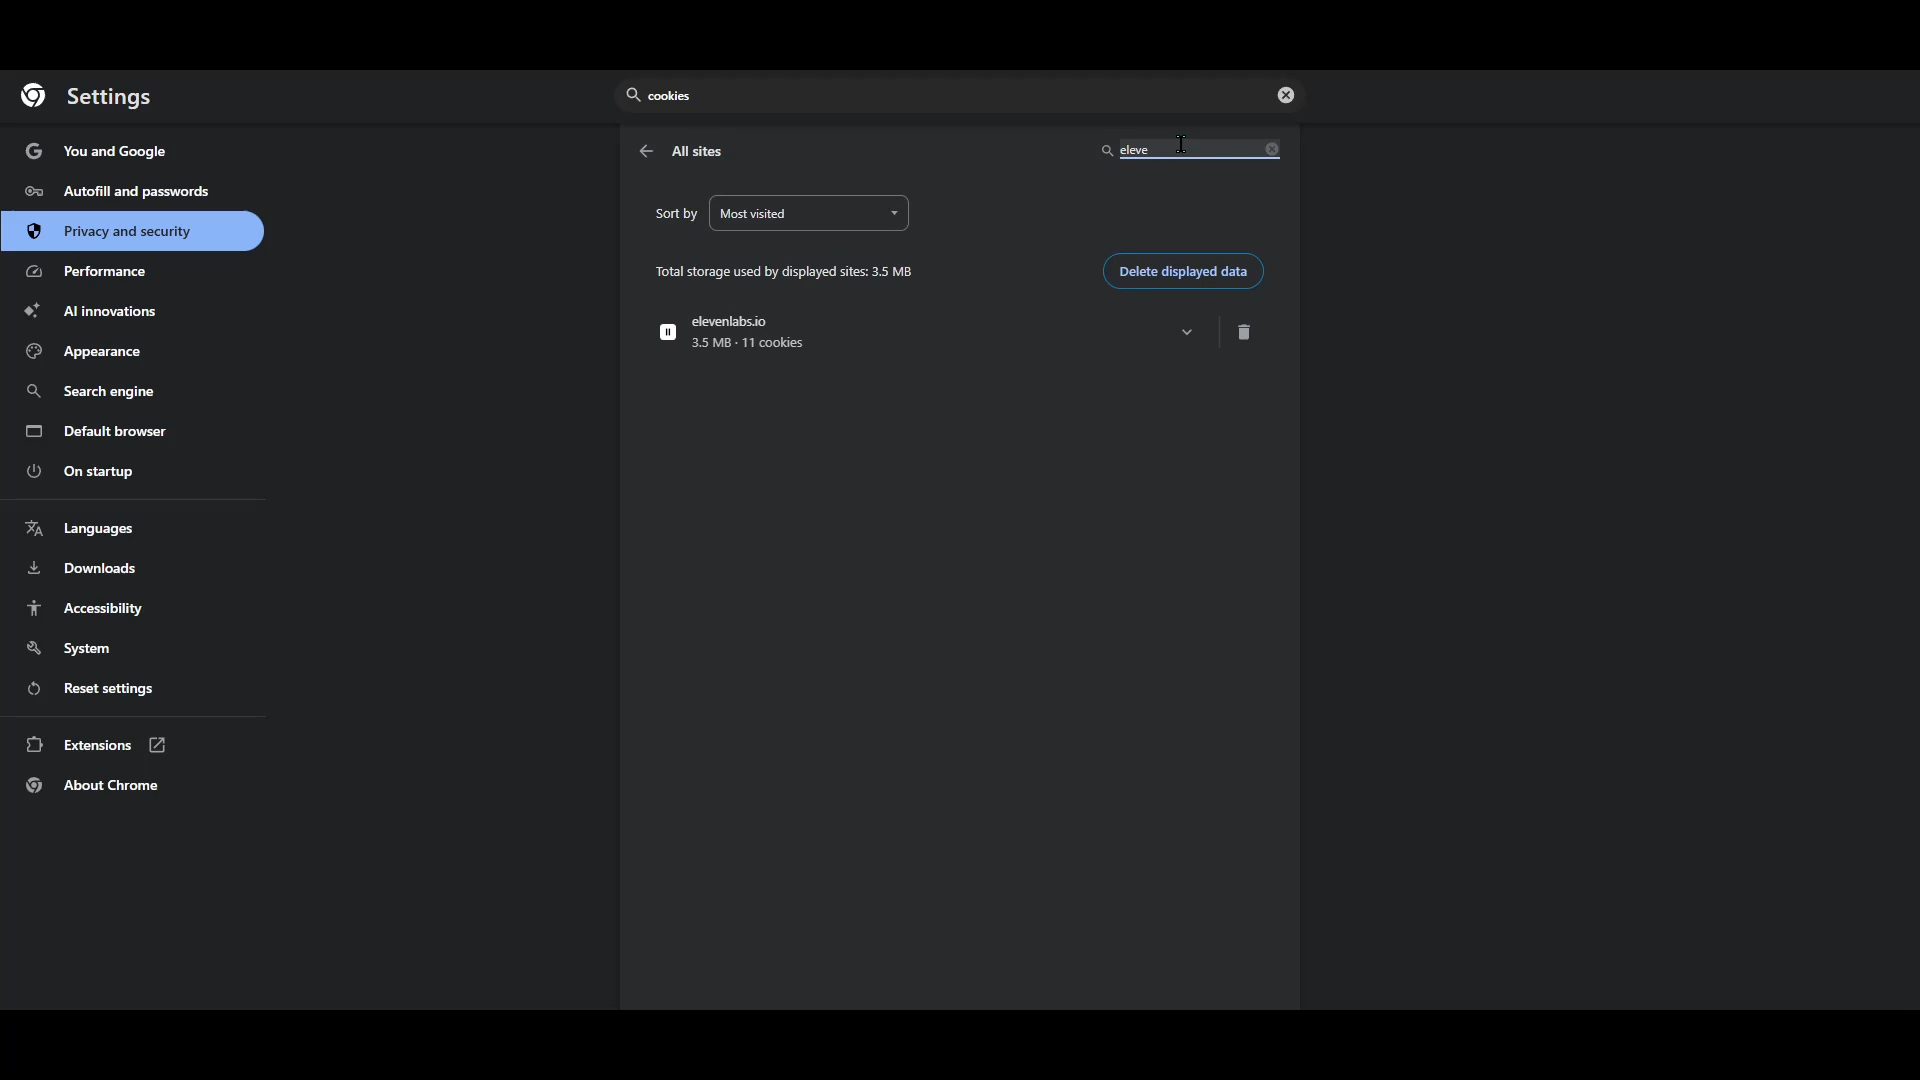 Settings
cookies
You and Google
Autofill and passwords
Privacy and security
Performance
AI innovations
Appearance
Search engine
Default browser
On startup
Languages
Downloads
Accessibility
System
Reset settings
Extensions
About Chrome
All sites
eleve
Sort by Most visited
Total storage used by displayed sites: 3.5 MB
Delete displayed data
elevenlabs.io
3.5 MB · 11 cookies